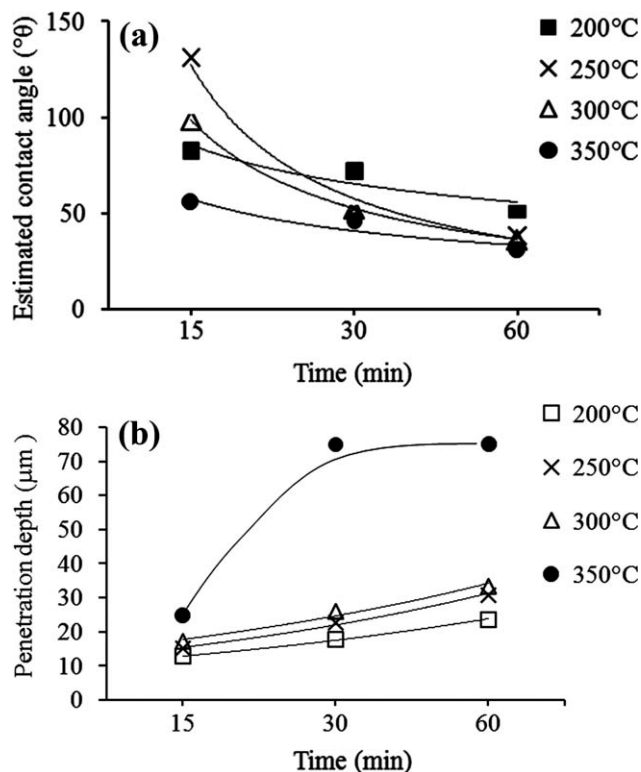 (a)
200°C
250°C
300°C
350°C
Estimated contact angle (°θ)
150
100
50
0
15 30 60
Time (min)
(b)
200°C
250°C
300°C
350°C
Penetration depth (μm )
80
70
60
50
40
30
20
10
0
15 30 60
Time (min)